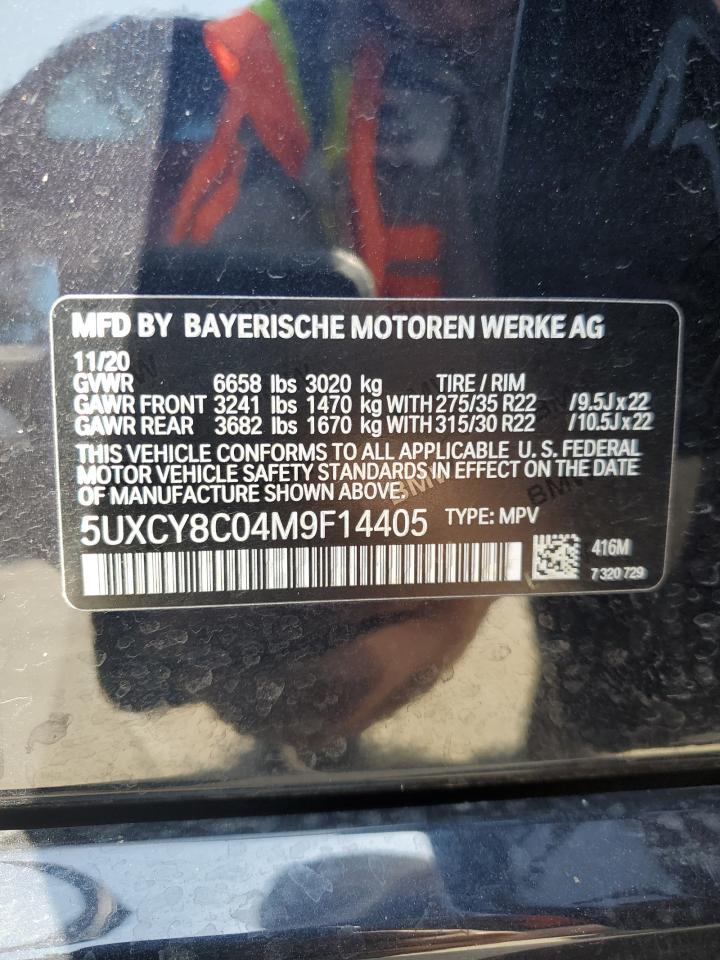 MFD BY BAYERISCHE MOTOREN WERKE AG
11/20
GVWR 6658 lbs 3020 kg TIRE / RIM
GAWR FRONT 3241 lbs 1470 kg WITH 275/35 R22 /9.5J x 22
GAWR REAR 3682 lbs 1670 kg WITH 315/30 R22 /10.5J x 22
THIS VEHICLE CONFORMS TO ALL APPLICABLE U. S. FEDERAL
MOTOR VEHICLE SAFETY STANDARDS IN EFFECT ON THE DATE
OF MANUFACTURE SHOWN ABOVE.
5UXCY8C04M9F14405 TYPE: MPV
416M
7 320 729